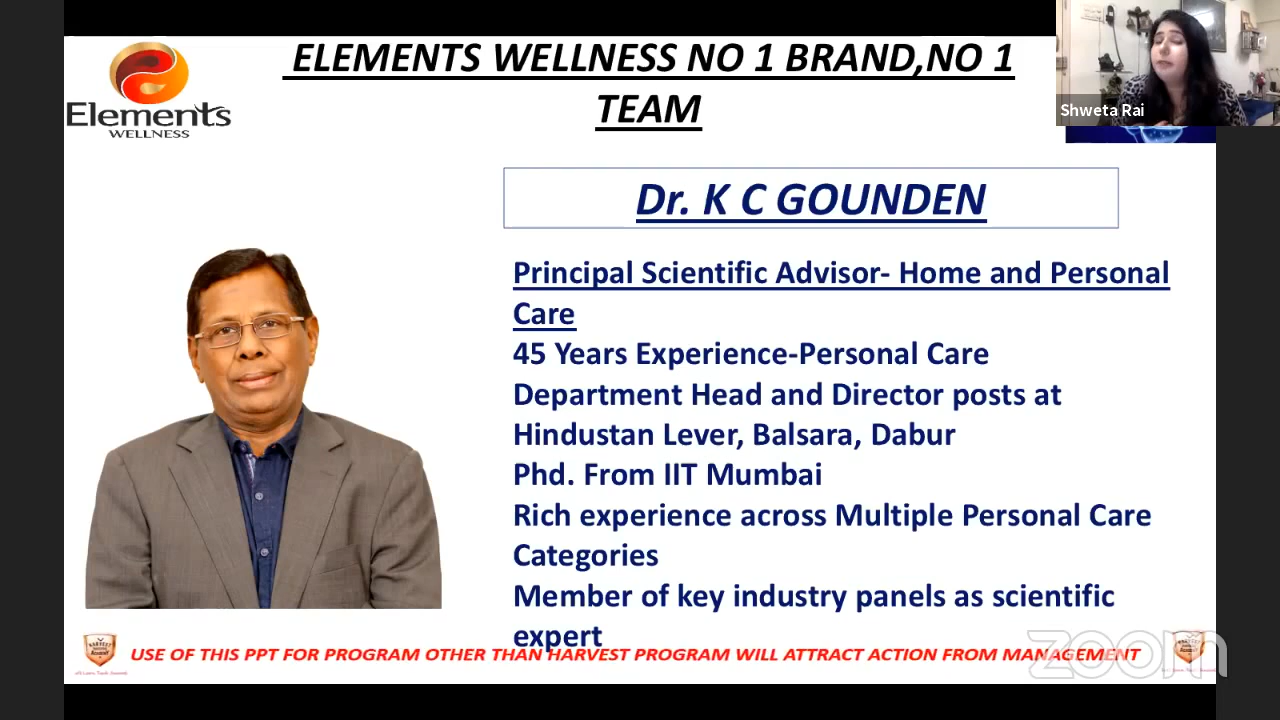 ELEMENTS WELLNESS NO 1 BRAND,NO 1
TEAM
Elements
WELLNESS
Shweta Rai
Dr. K C GOUNDEN
Principal Scientific Advisor- Home and Personal
Care
45 Years Experience-Personal Care
Department Head and Director posts at
Hindustan Lever, Balsara, Dabur
Phd. From IIT Mumbai
Rich experience across Multiple Personal Care
Categories
Member of key industry panels as scientific
expert
USE OF THIS PPT FOR PROGRAM OTHER THAN HARVEST PROGRAM WILL ATTRACT ACTION FROM MANAGEMENT
zoom